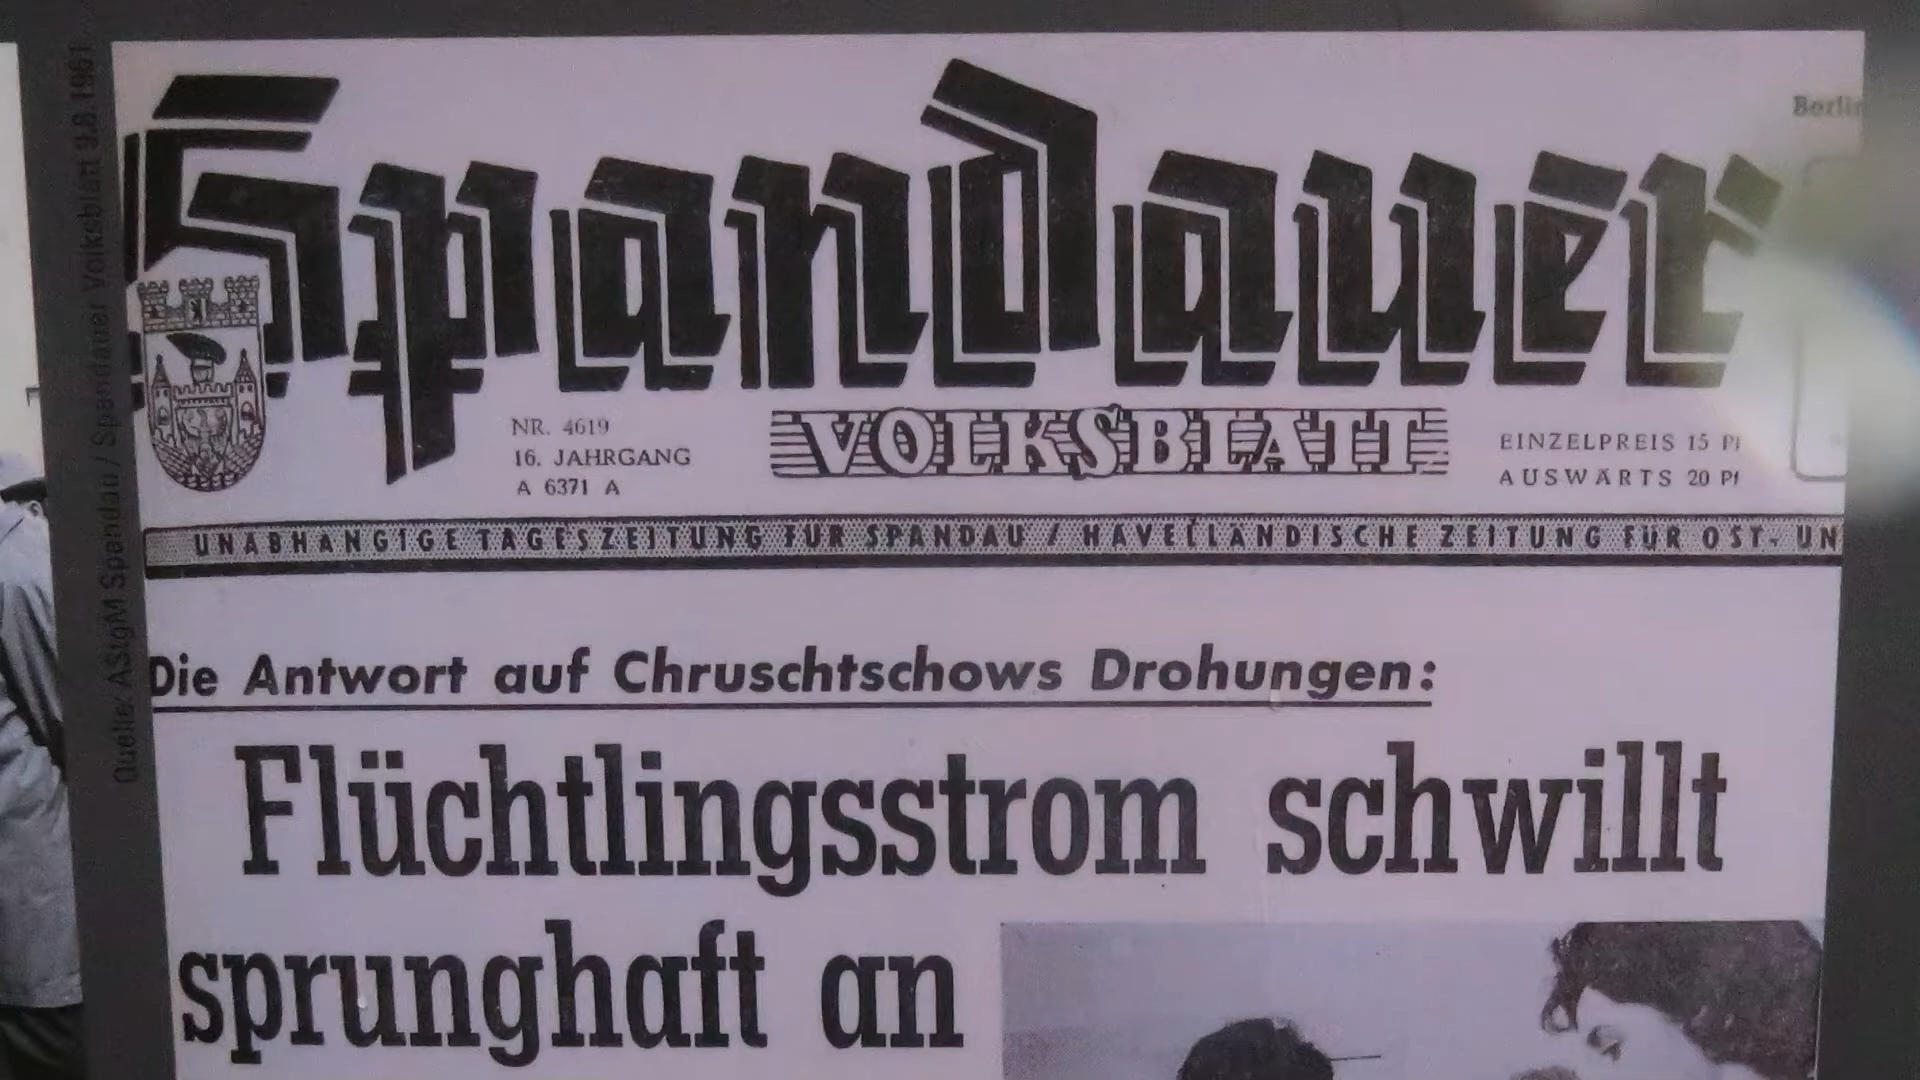 Quelle: AStgM Spandau / Spandauer Volksblatt 9.8.1961
Spandauer
VOLKSBLATT
NR. 4619
16. JAHRGANG
A 6371 A
EINZELPREIS 15 Pf
AUSWÄRTS 20 Pf
UNABHÄNGIGE TAGESZEITUNG FÜR SPANDAU / HAVELLÄNDISCHE ZEITUNG FÜR OST- UN
Die Antwort auf Chruschtschows Drohungen:
Flüchtlingsstrom schwillt
sprunghaft an
Berlin